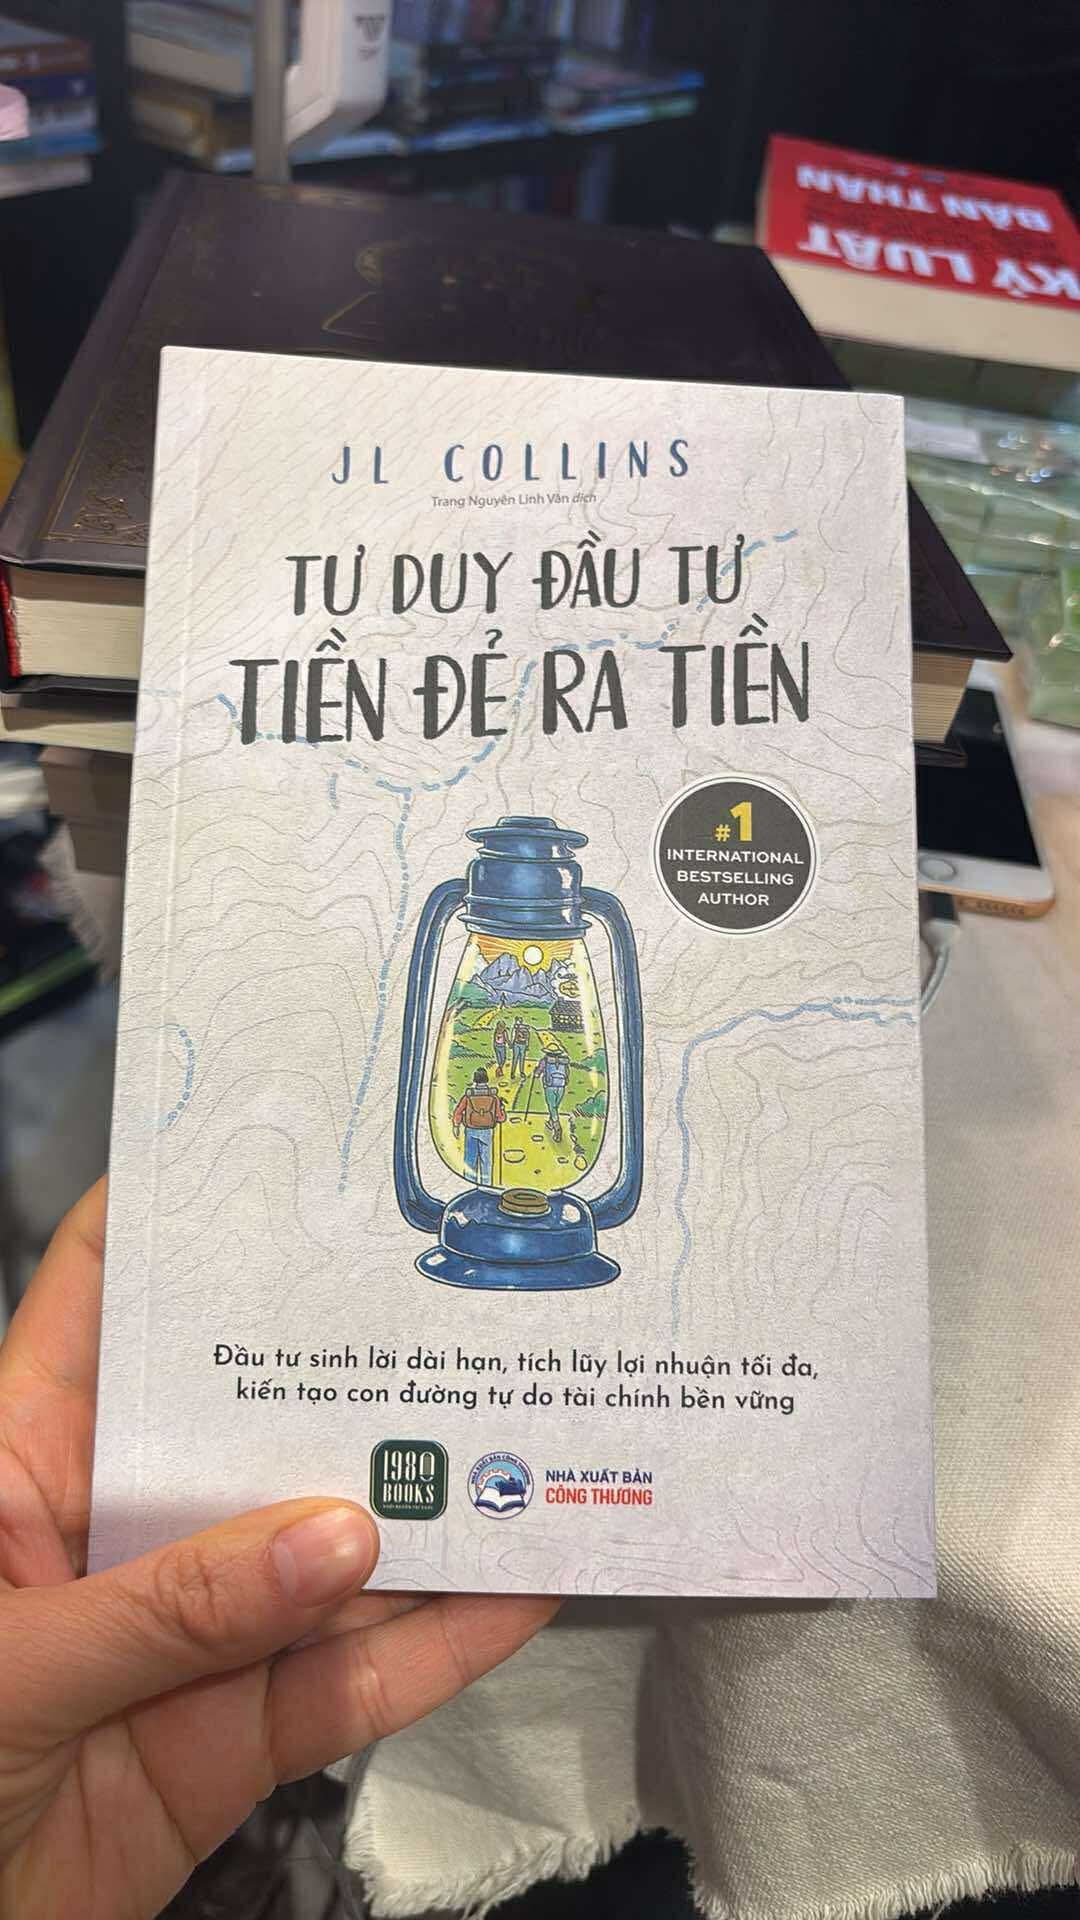 KỶ LUẬT
BẢN THÂN
JL COLLINS
Trang Nguyên Linh Vân dịch
TƯ DUY ĐẦU TƯ
TIỀN ĐẺ RA TIỀN
#1
INTERNATIONAL
BESTSELLING
AUTHOR
Đầu tư sinh lời dài hạn, tích lũy lợi nhuận tối đa,
kiến tạo con đường tự do tài chính bền vững
1980
BOOKS
NHÀ XUẤT BẢN
CÔNG THƯƠNG